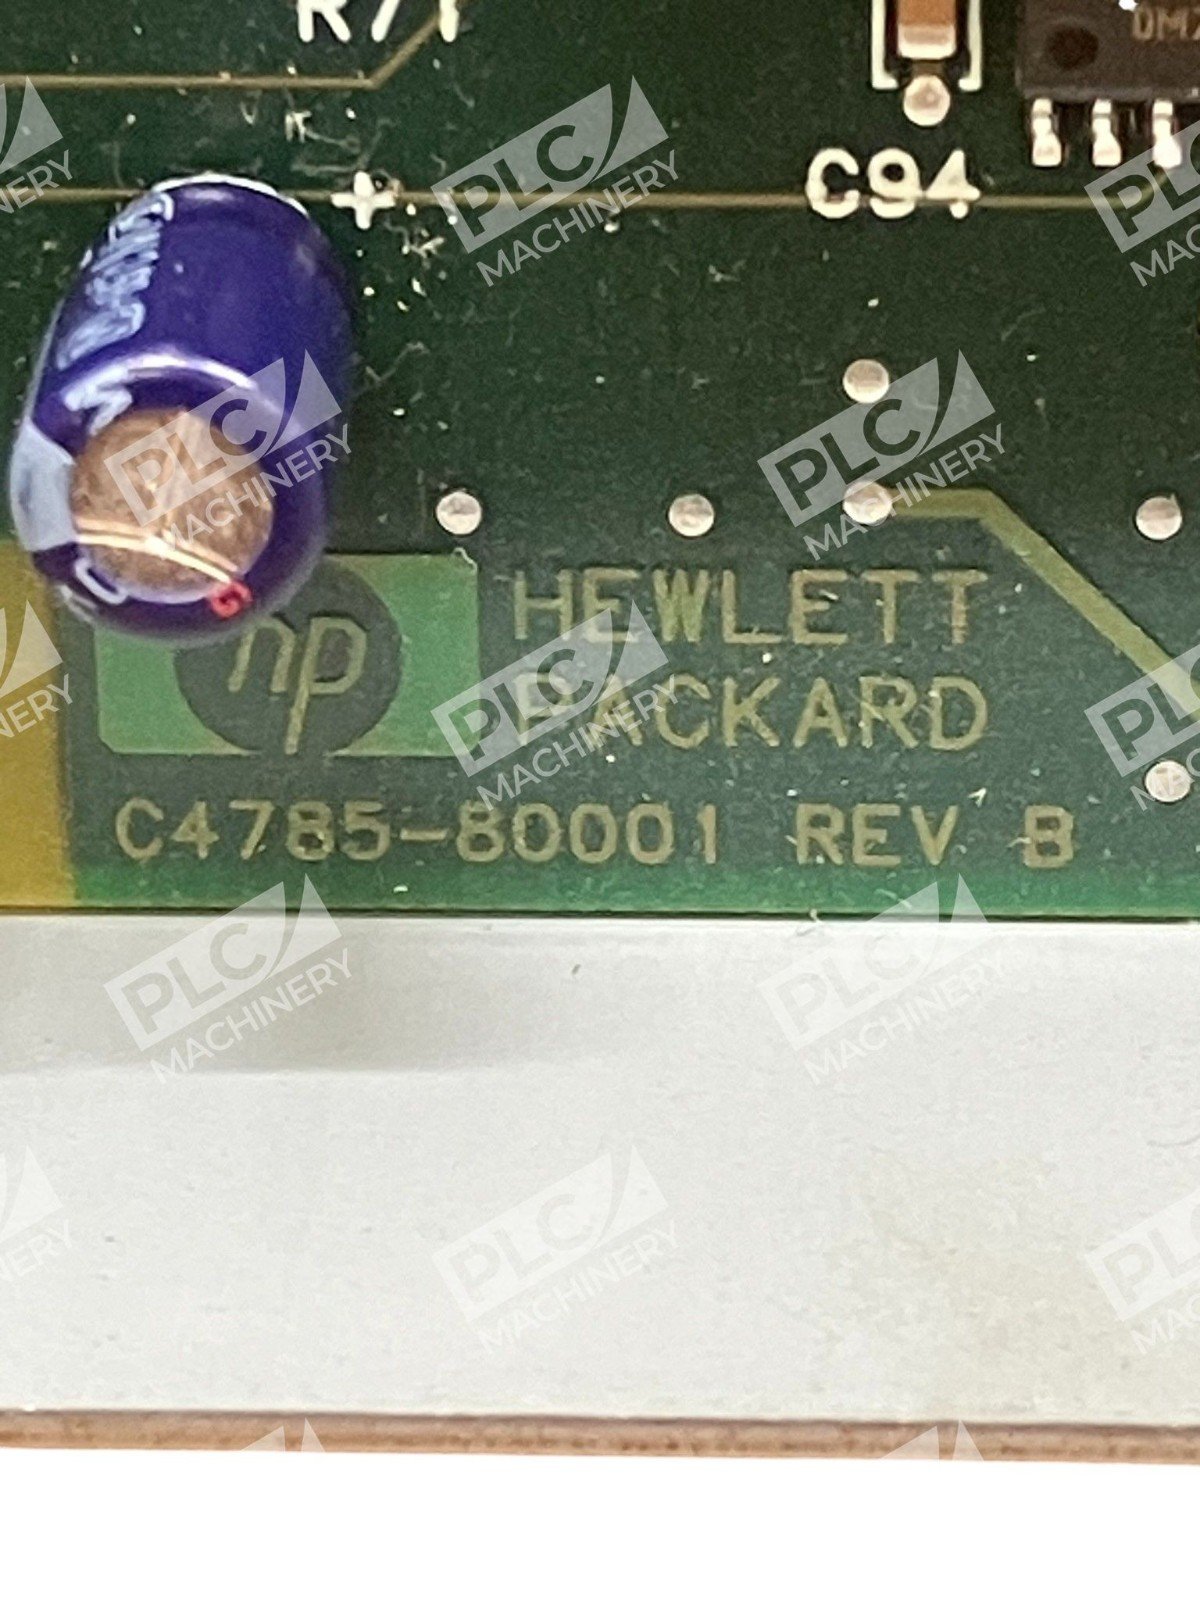 R71
C94
hp
HEWLETT
PACKARD
C4785-80001 REV B
PLC
MACHINERY